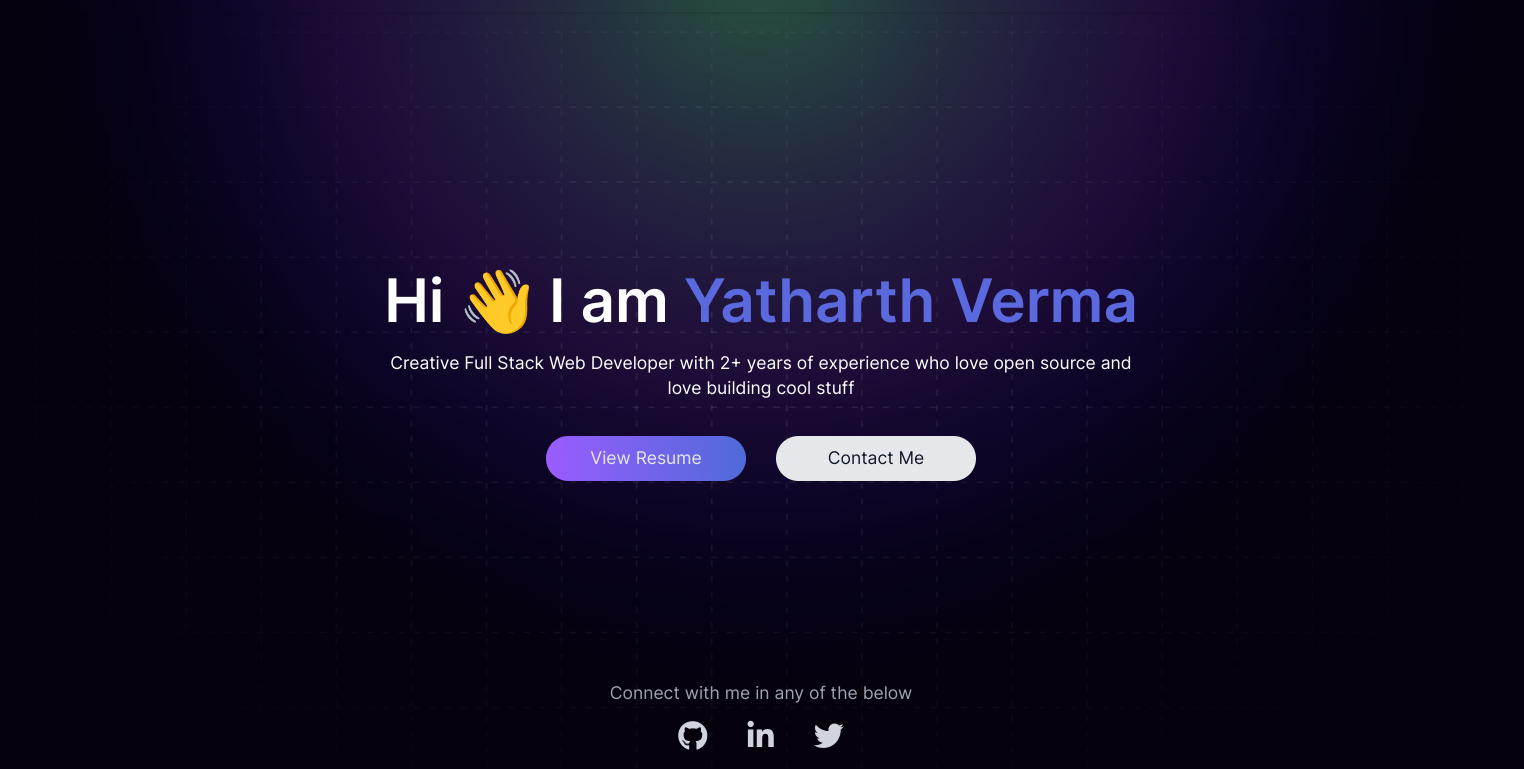 Hi 👋 I am Yatharth Verma
Creative Full Stack Web Developer with 2+ years of experience who love open source and
love building cool stuff
View Resume
Contact Me
Connect with me in any of the below
in